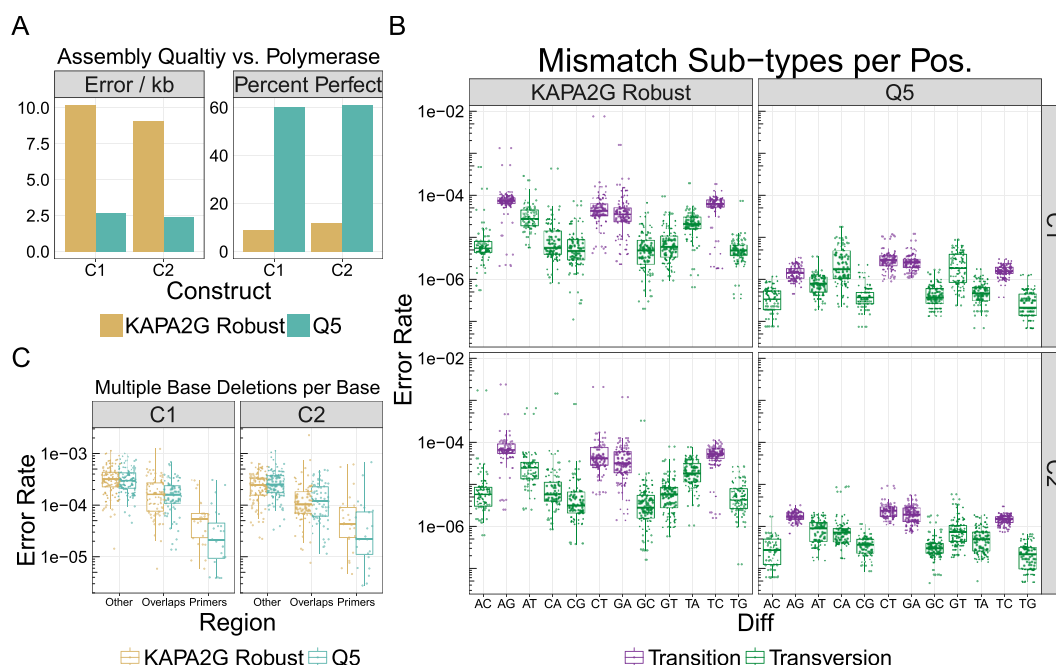 A
Assembly Qualtiy vs. Polymerase
Error / kb
Percent Perfect
10.0
7.5
5.0
2.5
0.0
60
40
20
0
C1
C2
C1
C2
Construct
KAPA2G Robust
Q5
B
Mismatch Sub−types per Pos.
KAPA2G Robust
Q5
1e−02
1e−04
1e−06
C1
1e−02
1e−04
1e−06
C2
Error Rate
AC AG AT CA CG CT GA GC GT TA TC TG
AC AG AT CA CG CT GA GC GT TA TC TG
Diff
Transition
Transversion
C
Multiple Base Deletions per Base
C1
C2
1e−03
1e−04
1e−05
Error Rate
Other Overlaps Primers
Other Overlaps Primers
Region
KAPA2G Robust
Q5